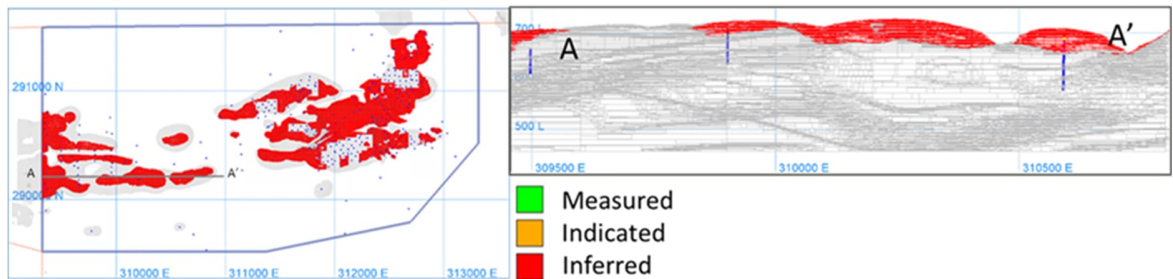 291000 N
A A'
290000 N
310000 E 311000 E 312000 E 313000 E
700 L
A A'
500 L
309500 E 310000 E 310500 E
Measured
Indicated
Inferred